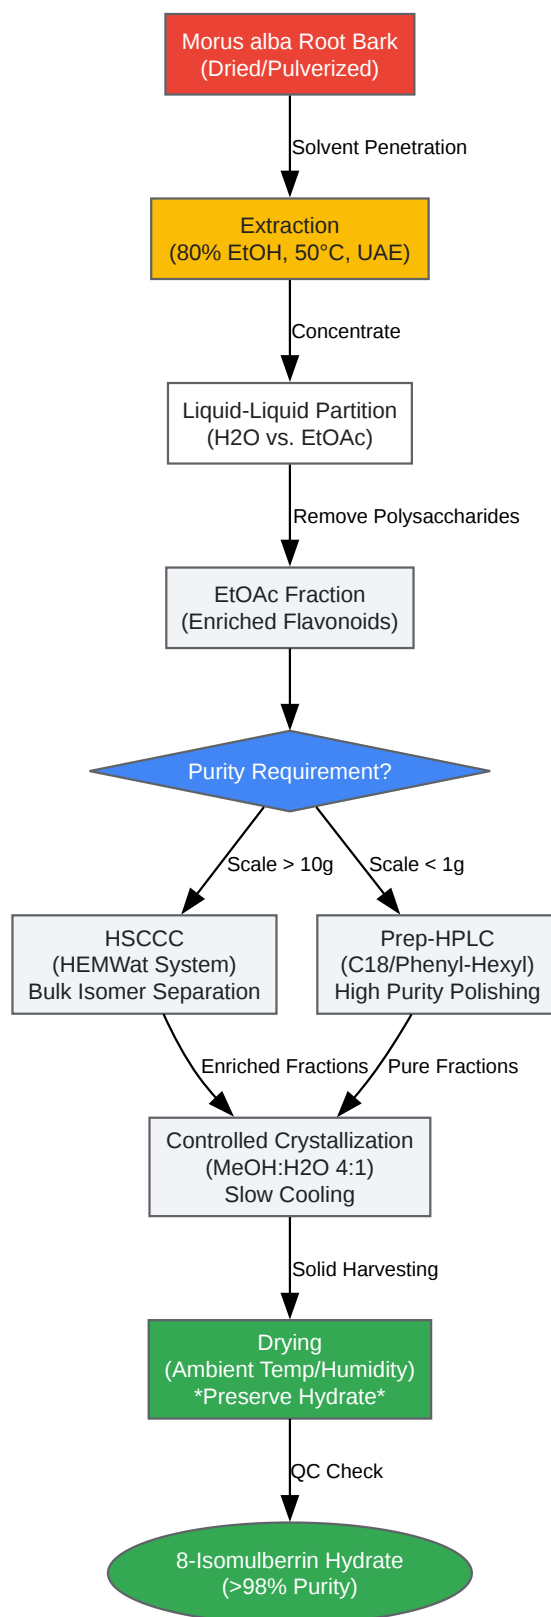 Morus alba Root Bark
(Dried/Pulverized)
Solvent Penetration
Extraction
(80% EtOH, 50°C, UAE)
Concentrate
Liquid-Liquid Partition
(H2O vs. EtOAc)
Remove Polysaccharides
EtOAc Fraction
(Enriched Flavonoids)
Purity Requirement?
Scale > 10g
Scale < 1g
HSCCC
(HEMWat System)
Bulk Isomer Separation
Prep-HPLC
(C18/Phenyl-Hexyl)
High Purity Polishing
Enriched Fractions
Pure Fractions
Controlled Crystallization
(MeOH:H2O 4:1)
Slow Cooling
Solid Harvesting
Drying
(Ambient Temp/Humidity)
*Preserve Hydrate*
QC Check
8-Isomulberrin Hydrate
(>98% Purity)